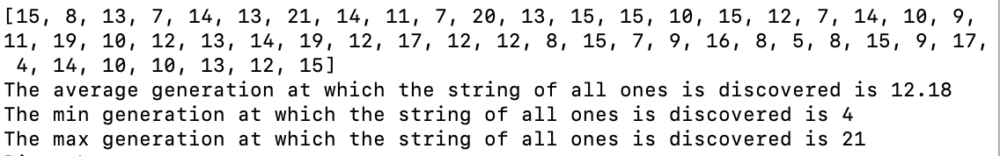 [15, 8, 13, 7, 14, 13, 21, 14, 11, 7, 20, 13, 15, 15, 10, 15, 12, 7, 14, 10, 9,
11, 19, 10, 12, 13, 14, 19, 12, 17, 12, 12, 8, 15, 7, 9, 16, 8, 5, 8, 15, 9, 17,
4, 14, 10, 10, 13, 12, 15]
The average generation at which the string of all ones is discovered is 12.18
The min generation at which the string of all ones is discovered is 4
The max generation at which the string of all ones is discovered is 21